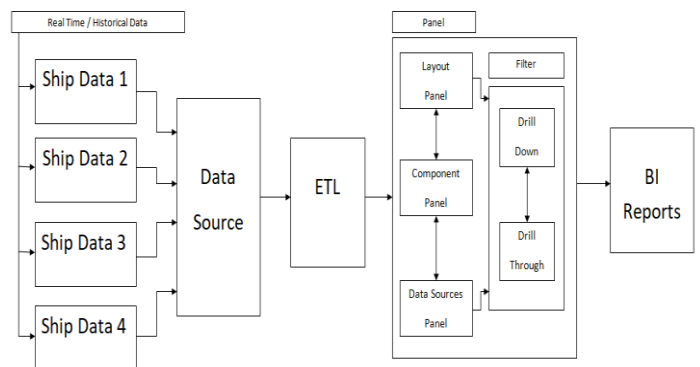 Real Time / Historical Data
Ship Data 1
Ship Data 2
Ship Data 3
Ship Data 4
Data
Source
ETL
Panel
Layout
Panel
Component
Panel
Data Sources
Panel
Filter
Drill
Down
Drill
Through
BI
Reports